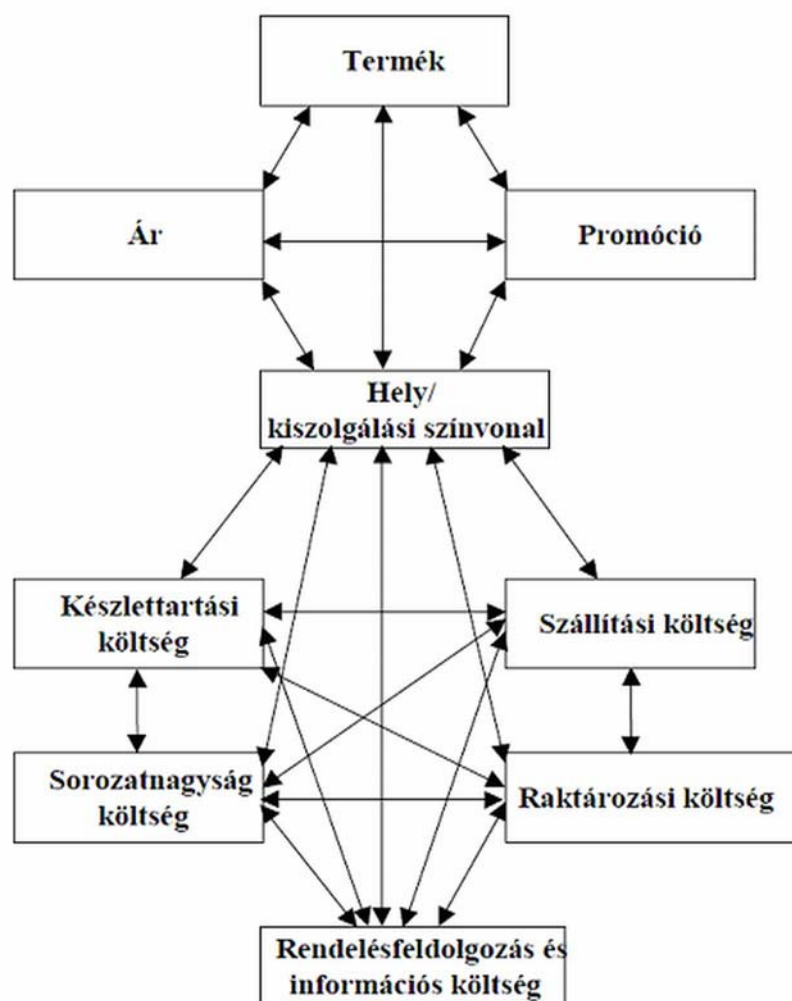 Termék
Ár
Promóció
Hely/
kiszolgálási színvonal
Készlettartási
költség
Szállítási költség
Sorozatnagyság
költség
Raktározási költség
Rendelésfeldolgozás és
információs költség